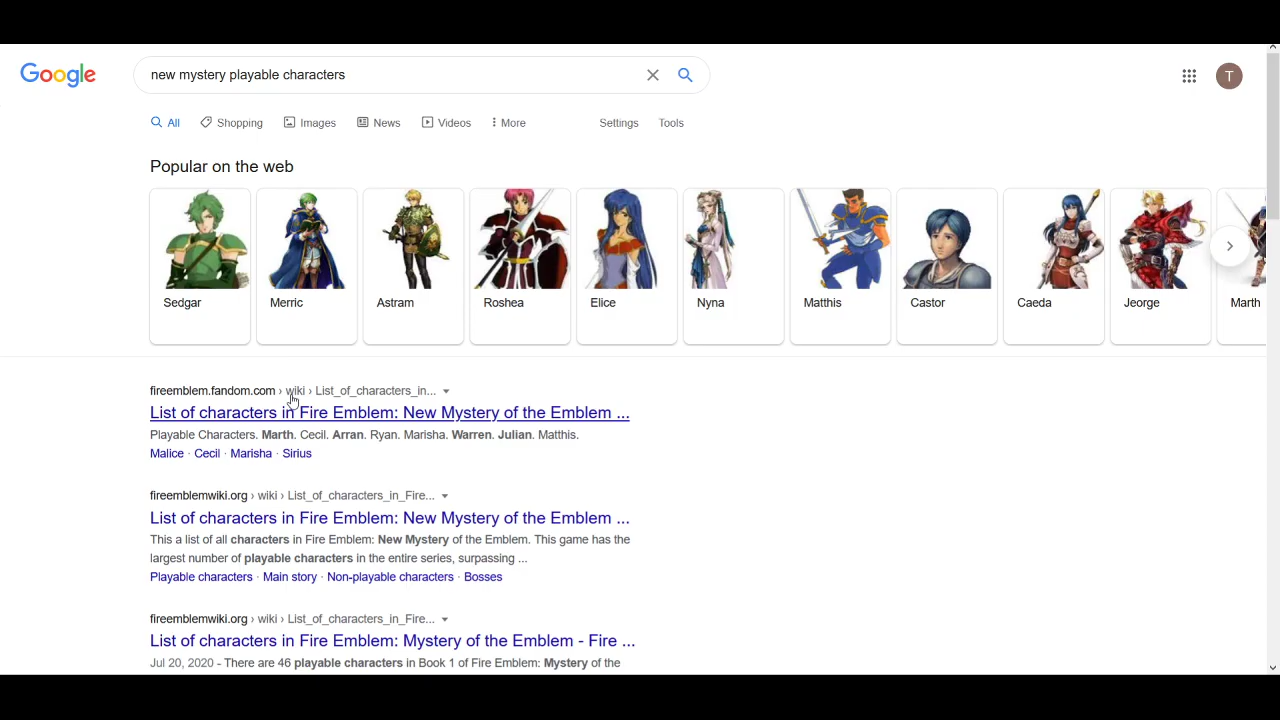 Google
new mystery playable characters
T
All
Shopping
Images
News
Videos
More
Settings
Tools
Popular on the web
Sedgar
Merric
Astram
Roshea
Elice
Nyna
Matthis
Castor
Caeda
Jeorge
Marth
fireemblem.fandom.com › wiki › List_of_characters_in...
List of characters in Fire Emblem: New Mystery of the Emblem ...
Playable Characters. Marth. Cecil. Arran. Ryan. Marisha. Warren. Julian. Matthis.
Malice · Cecil · Marisha · Sirius
fireemblemwiki.org › wiki › List_of_characters_in_Fire...
List of characters in Fire Emblem: New Mystery of the Emblem ...
This a list of all characters in Fire Emblem: New Mystery of the Emblem. This game has the
largest number of playable characters in the entire series, surpassing ...
Playable characters · Main story · Non-playable characters · Bosses
fireemblemwiki.org › wiki › List_of_characters_in_Fire...
List of characters in Fire Emblem: Mystery of the Emblem - Fire ...
Jul 20, 2020 - There are 46 playable characters in Book 1 of Fire Emblem: Mystery of the